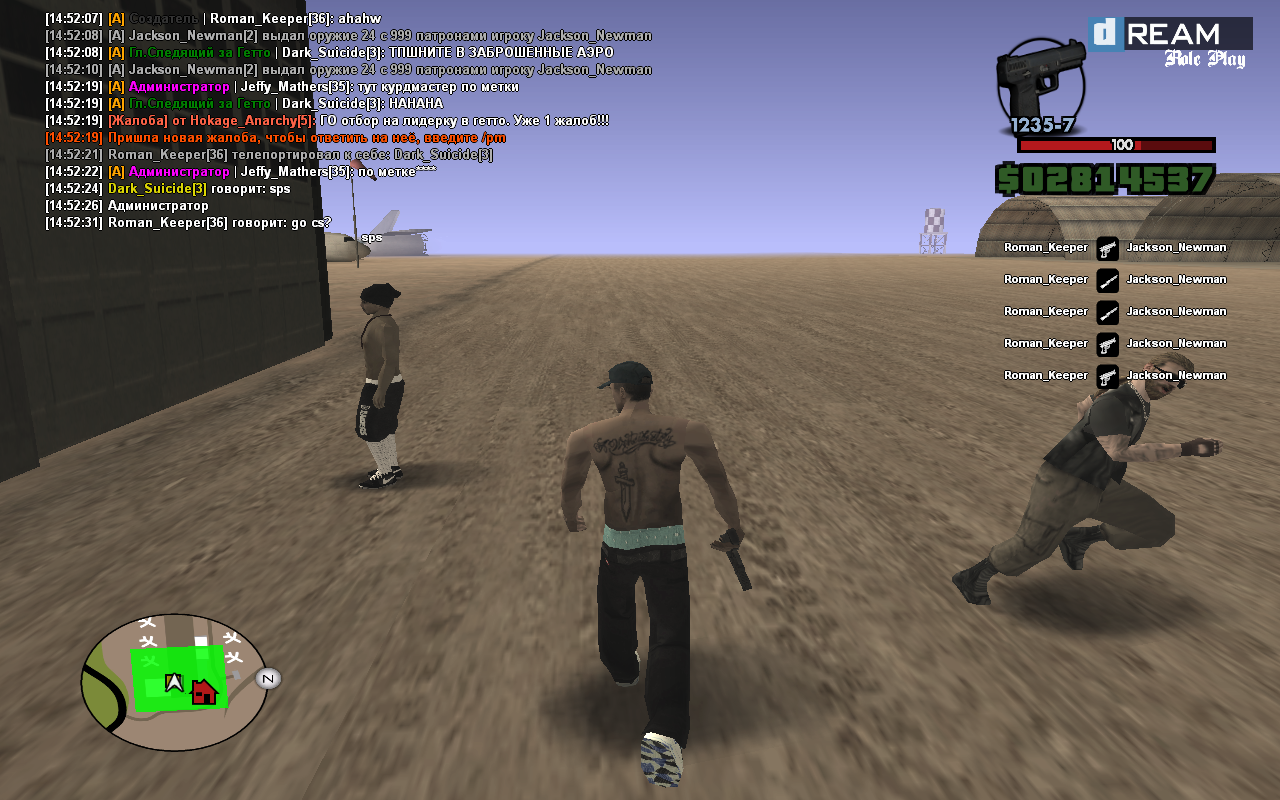 [14:52:07] [A] Создатель | Roman_Keeper[36]: ahahw
[14:52:08] [A] Jackson_Newman[2] выдал оружие 24 с 999 патронами игроку Jackson_Newman
[14:52:08] [A] Гл.Следящий за Гетто | Dark_Suicide[3]: ТПШНИТЕ В ЗАБРОШЕННЫЕ АЭРО
[14:52:10] [A] Jackson_Newman[2] выдал оружие 24 с 999 патронами игроку Jackson_Newman
[14:52:19] [A] Администратор | Jeffy_Mathers[35]: тут курдмастер по метки
[14:52:19] [A] Гл.Следящий за Гетто | Dark_Suicide[3]: НАНАНА
[14:52:19] [Жалоба] от Hokage_Anarchy[5]: ГО отбор на лидерку в гетто. Уже 1 жалоб!!!
[14:52:19] Пришла новая жалоба, чтобы ответить на неё, введите /pm
[14:52:21] Roman_Keeper[36] телепортировал к себе: Dark_Suicide[3]
[14:52:22] [A] Администратор | Jeffy_Mathers[35]: по метке****
[14:52:24] Dark_Suicide[3] говорит: sps
[14:52:26] Администратор
[14:52:31] Roman_Keeper[36] говорит: go cs?
sps
dREAM
Role Play
1235-7
100
$02814537
Roman_Keeper Jackson_Newman
Roman_Keeper Jackson_Newman
Roman_Keeper Jackson_Newman
Roman_Keeper Jackson_Newman
Roman_Keeper Jackson_Newman
N